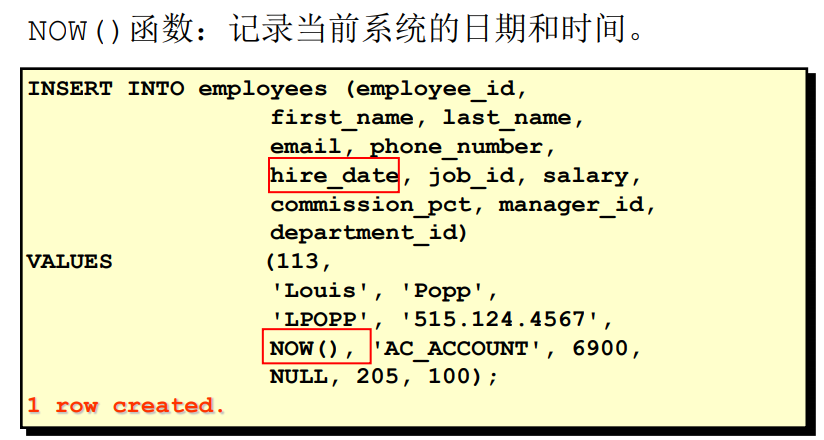 NOW()函数：记录当前系统的日期和时间。
INSERT INTO employees (employee_id,
first_name, last_name,
email, phone_number,
hire_date, job_id, salary,
commission_pct, manager_id,
department_id)
VALUES (113,
'Louis', 'Popp',
'LPOPP', '515.124.4567',
NOW(), 'AC_ACCOUNT', 6900,
NULL, 205, 100);
1 row created.